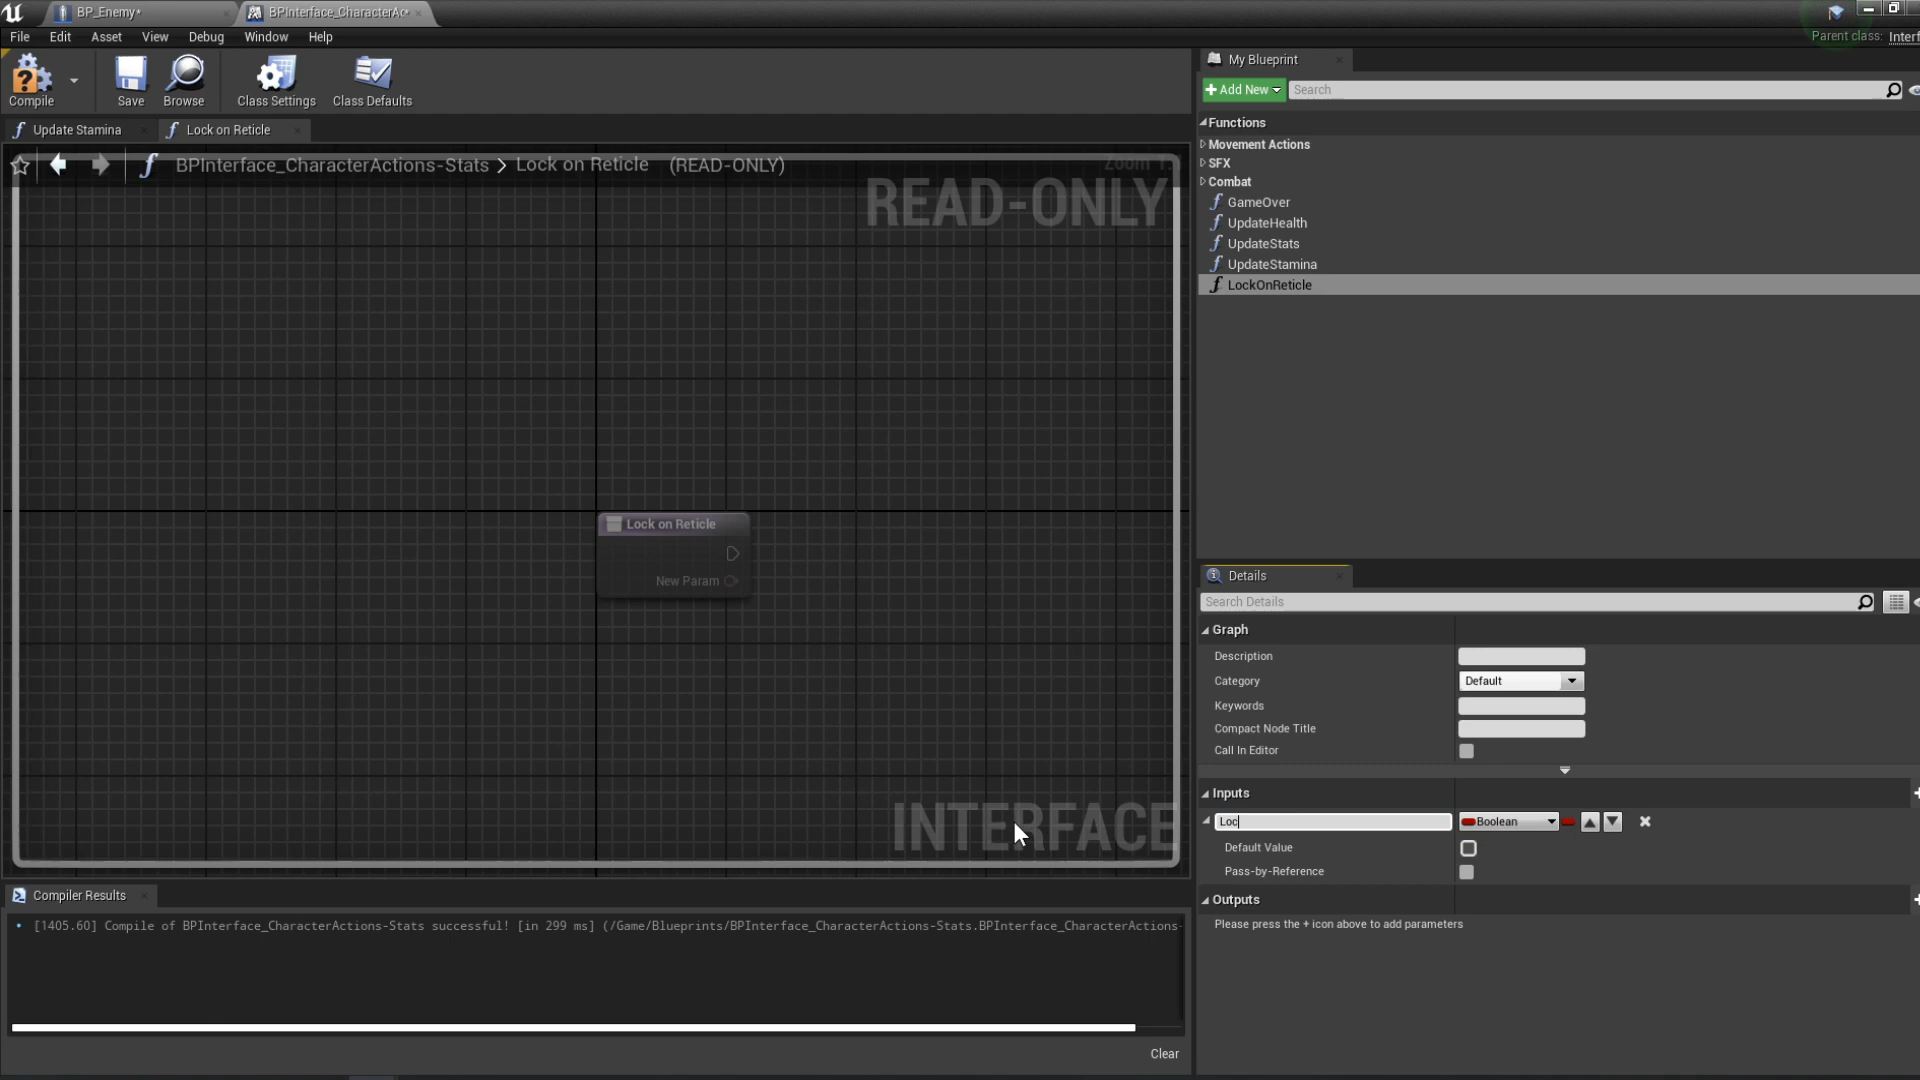 BP_Enemy*
BPInterface_CharacterAc*
File Edit Asset View Debug Window Help
Parent class: Interf
Compile
Save
Browse
Class Settings
Class Defaults
My Blueprint
+ Add New
Search
Update Stamina
Lock on Reticle
BPInterface_CharacterActions-Stats > Lock on Reticle (READ-ONLY)
Zoom 1:1
READ-ONLY
Functions
Movement Actions
SFX
Combat
GameOver
UpdateHealth
UpdateStats
UpdateStamina
LockOnReticle
Lock on Reticle
New Param
INTERFACE
Details
Search Details
Graph
Description
Category Default
Keywords
Compact Node Title
Call In Editor
Inputs
Loc Boolean
Default Value
Pass-by-Reference
Outputs
Please press the + icon above to add parameters
Compiler Results
• [1405.60] Compile of BPInterface_CharacterActions-Stats successful! [in 299 ms] (/Game/Blueprints/BPInterface_CharacterActions-Stats.BPInterface_CharacterActions-
Clear